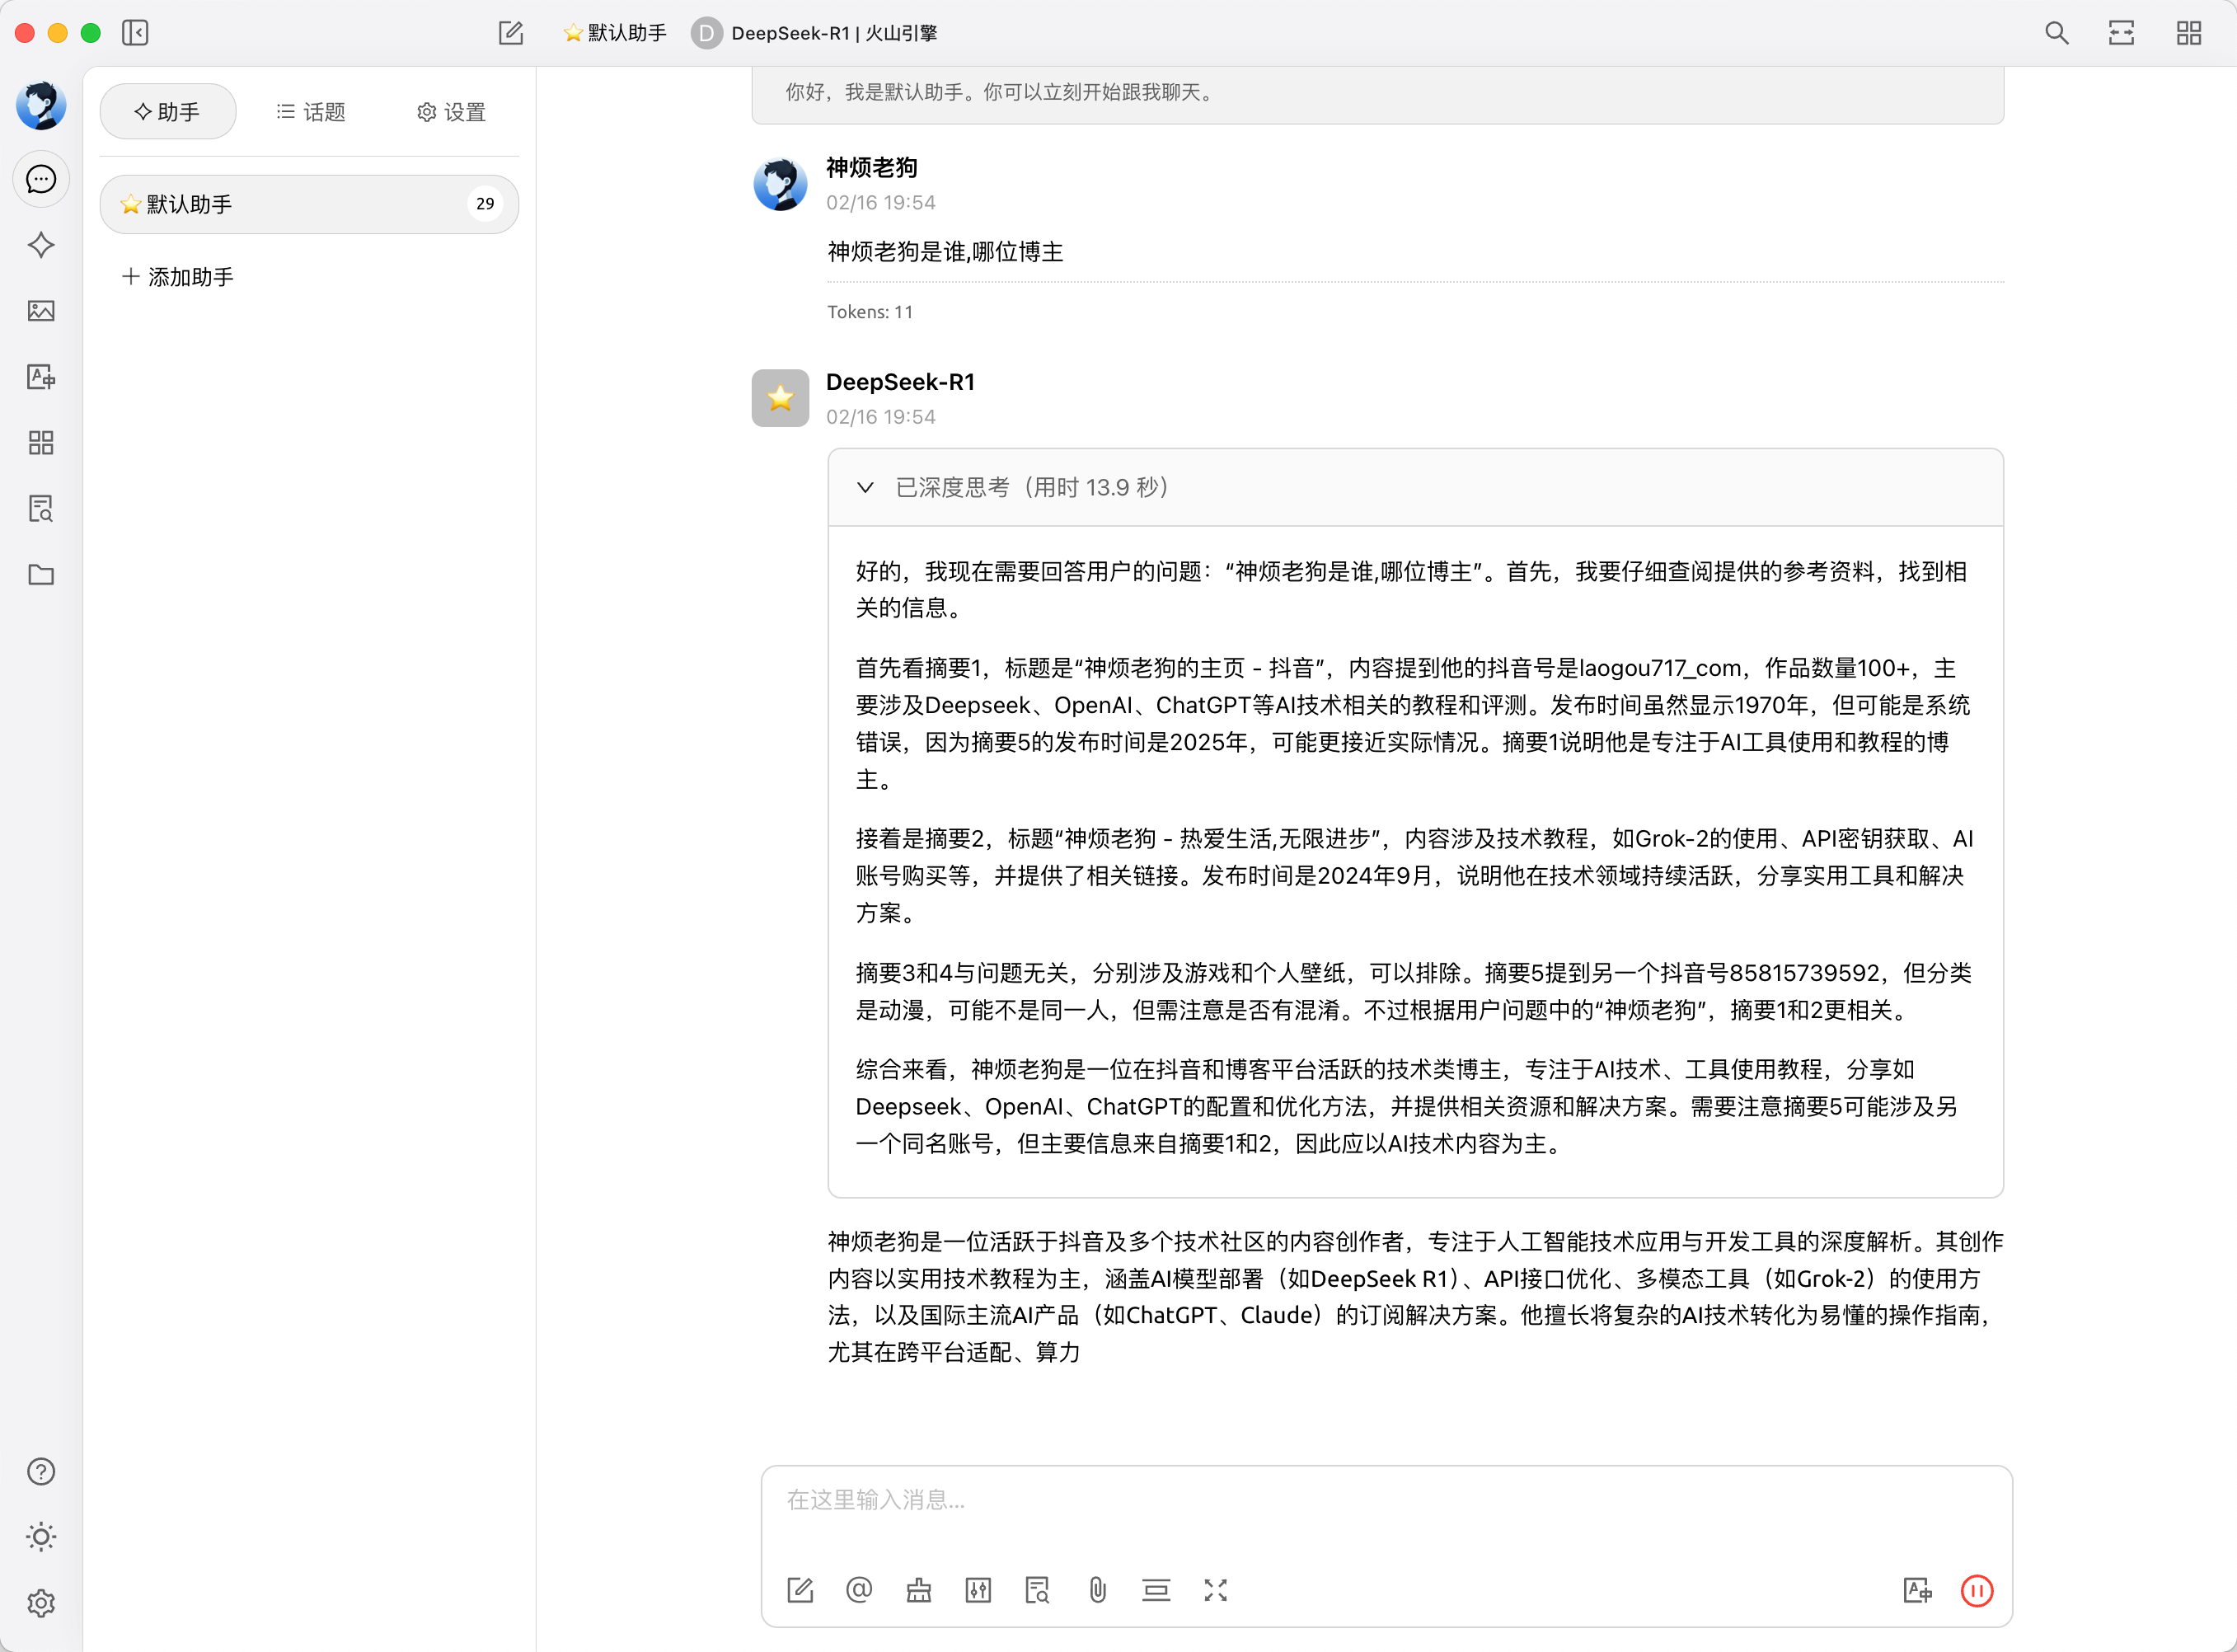 ⭐默认助手
D
DeepSeek-R1 | 火山引擎
助手
话题
设置
⭐默认助手
29
添加助手
你好，我是默认助手。你可以立刻开始跟我聊天。
神烦老狗
02/16 19:54
神烦老狗是谁,哪位博主
Tokens: 11
DeepSeek-R1
02/16 19:54
已深度思考（用时 13.9 秒）
好的，我现在需要回答用户的问题：“神烦老狗是谁,哪位博主”。首先，我要仔细查阅提供的参考资料，找到相
关的信息。
首先看摘要1，标题是“神烦老狗的主页 - 抖音”，内容提到他的抖音号是laogou717_com，作品数量100+，主
要涉及Deepseek、OpenAI、ChatGPT等AI技术相关的教程和评测。发布时间虽然显示1970年，但可能是系统
错误，因为摘要5的发布时间是2025年，可能更接近实际情况。摘要1说明他是专注于AI工具使用和教程的博
主。
接着是摘要2，标题“神烦老狗 - 热爱生活,无限进步”，内容涉及技术教程，如Grok-2的使用、API密钥获取、AI
账号购买等，并提供了相关链接。发布时间是2024年9月，说明他在技术领域持续活跃，分享实用工具和解决
方案。
摘要3和4与问题无关，分别涉及游戏和个人壁纸，可以排除。摘要5提到另一个抖音号85815739592，但分类
是动漫，可能不是同一人，但需注意是否有混淆。不过根据用户问题中的“神烦老狗”，摘要1和2更相关。
综合来看，神烦老狗是一位在抖音和博客平台活跃的技术类博主，专注于AI技术、工具使用教程，分享如
Deepseek、OpenAI、ChatGPT的配置和优化方法，并提供相关资源和解决方案。需要注意摘要5可能涉及另
一个同名账号，但主要信息来自摘要1和2，因此应以AI技术内容为主。
神烦老狗是一位活跃于抖音及多个技术社区的内容创作者，专注于人工智能技术应用与开发工具的深度解析。其创作
内容以实用技术教程为主，涵盖AI模型部署（如DeepSeek R1）、API接口优化、多模态工具（如Grok-2）的使用方
法，以及国际主流AI产品（如ChatGPT、Claude）的订阅解决方案。他擅长将复杂的AI技术转化为易懂的操作指南，
尤其在跨平台适配、算力
在这里输入消息...